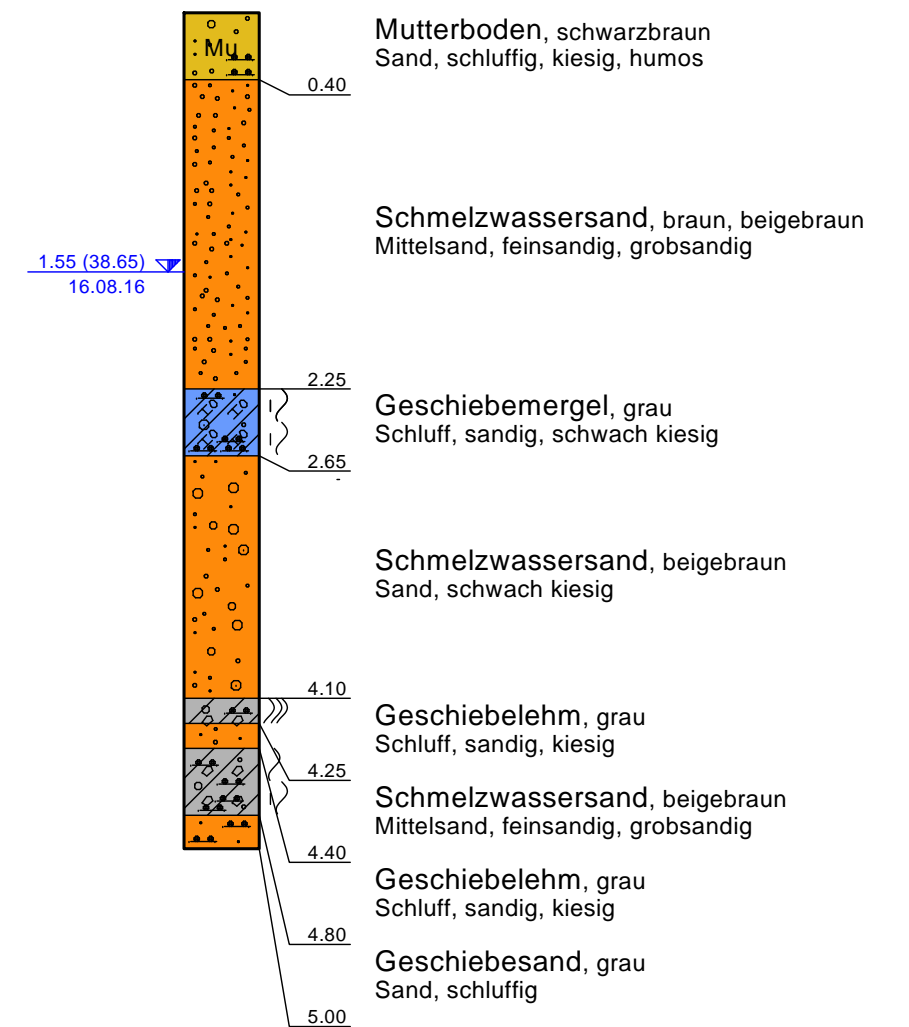 Mutterboden, schwarzbraun
Mu
Sand, schluffig, kiesig, humos
0.40
Schmelzwassersand, braun, beigebraun
Mittelsand, feinsandig, grobsandig
1.55 (38.65)
16.08.16
2.25
Geschiebemergel, grau
Schluff, sandig, schwach kiesig
2.65
Schmelzwassersand, beigebraun
Sand, schwach kiesig
4.10
Geschiebelehm, grau
Schluff, sandig, kiesig
4.25
Schmelzwassersand, beigebraun
Mittelsand, feinsandig, grobsandig
4.40
Geschiebelehm, grau
Schluff, sandig, kiesig
4.80
Geschiebesand, grau
Sand, schluffig
5.00